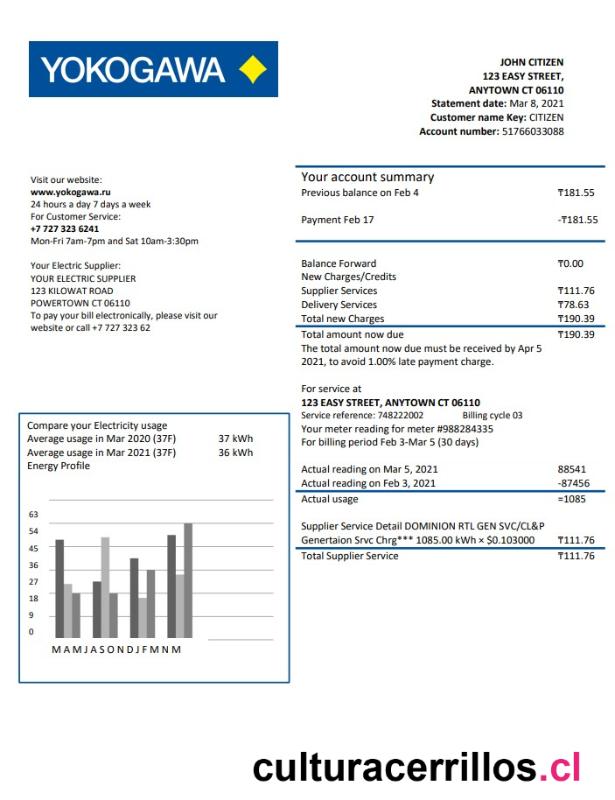 YOKOGAWA
JOHN CITIZEN
123 EASY STREET,
ANYTOWN CT 06110
Statement date: Mar 8, 2021
Customer name Key: CITIZEN
Account number: 51766033088
Visit our website:
www.yokogawa.ru
24 hours a day 7 days a week
For Customer Service:
+7 727 323 6241
Mon-Fri 7am-7pm and Sat 10am-3:30pm
Your Electric Supplier:
YOUR ELECTRIC SUPPLIER
123 KILOWAT ROAD
POWERTOWN CT 06110
To pay your bill electronically, please visit our
website or call +7 727 323 62
Your account summary
Previous balance on Feb 4 ₸181.55
Payment Feb 17 -₸181.55
Balance Forward ₸0.00
New Charges/Credits
Supplier Services ₸111.76
Delivery Services ₸78.63
Total new Charges ₸190.39
Total amount now due ₸190.39
The total amount now due must be received by Apr 5
2021, to avoid 1.00% late payment charge.
For service at
123 EASY STREET, ANYTOWN CT 06110
Service reference: 748222002 Billing cycle 03
Your meter reading for meter #988284335
For billing period Feb 3-Mar 5 (30 days)
Actual reading on Mar 5, 2021 88541
Actual reading on Feb 3, 2021 -87456
Actual usage =1085
Supplier Service Detail DOMINION RTL GEN SVC/CL&P
Genertaion Srvc Chrg*** 1085.00 kWh × $0.103000 ₸111.76
Total Supplier Service ₸111.76
Compare your Electricity usage
Average usage in Mar 2020 (37F) 37 kWh
Average usage in Mar 2021 (37F) 36 kWh
Energy Profile
63
54
45
36
27
18
9
0
M A M J A S O N D J F M N M
culturacerrillos.cl